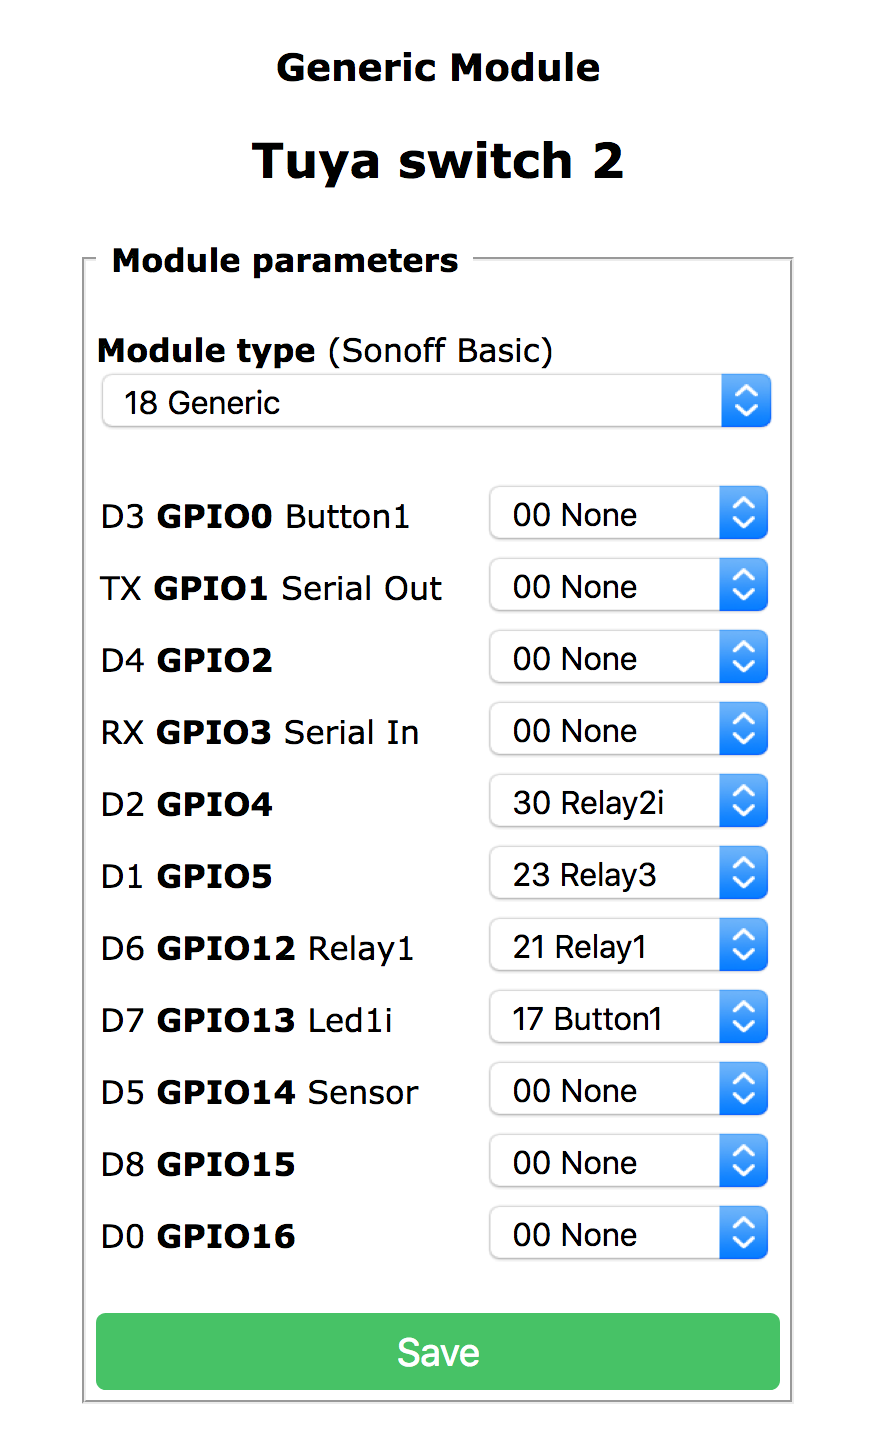 Generic Module
Tuya switch 2
Module parameters
Module type (Sonoff Basic)
18 Generic
D3 GPIO0 Button1 00 None
TX GPIO1 Serial Out 00 None
D4 GPIO2 00 None
RX GPIO3 Serial In 00 None
D2 GPIO4 30 Relay2i
D1 GPIO5 23 Relay3
D6 GPIO12 Relay1 21 Relay1
D7 GPIO13 Led1i 17 Button1
D5 GPIO14 Sensor 00 None
D8 GPIO15 00 None
D0 GPIO16 00 None
Save